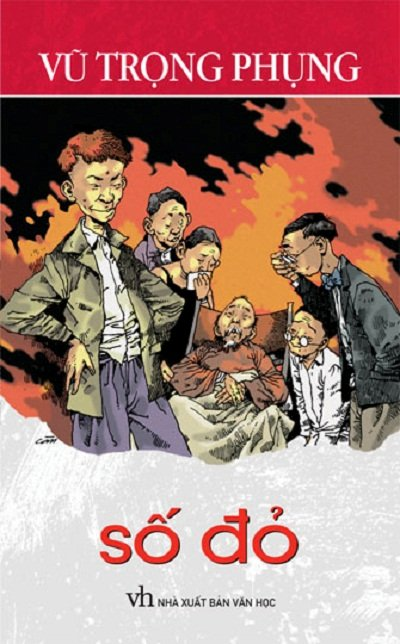 VŨ TRỌNG PHỤNG
số đỏ
vh NHÀ XUẤT BẢN VĂN HỌC